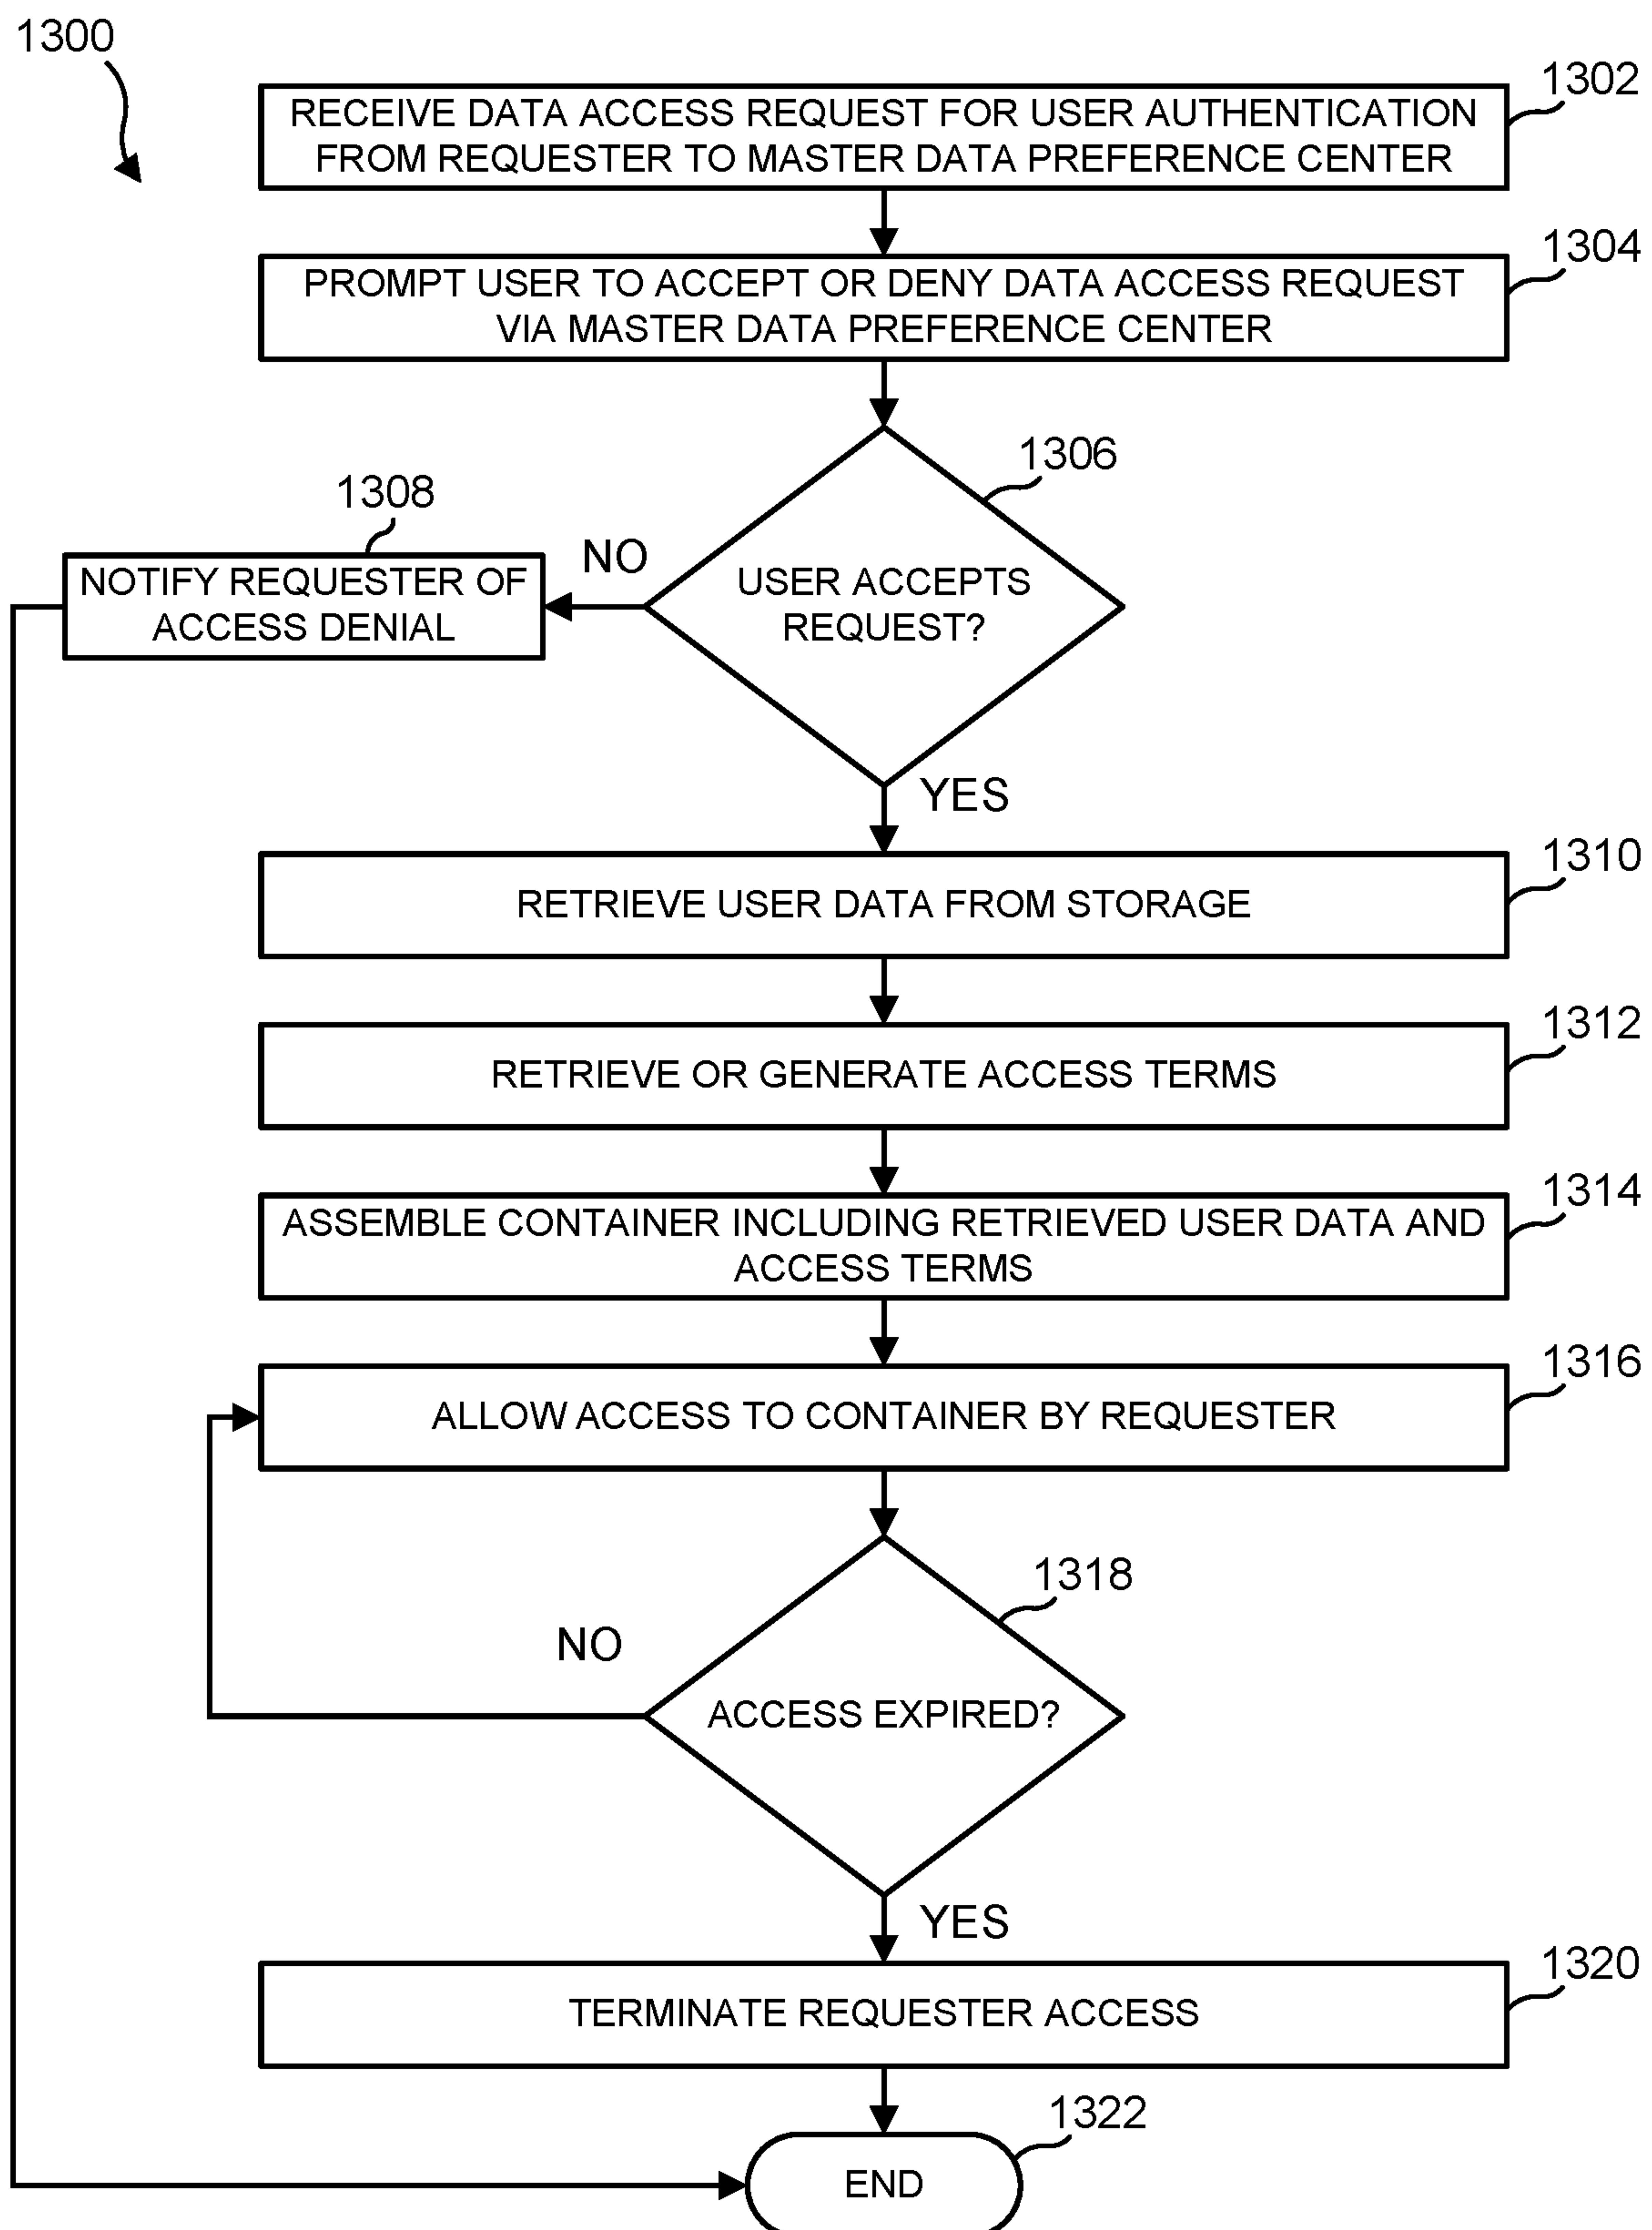 1300
1302
RECEIVE DATA ACCESS REQUEST FOR USER AUTHENTICATION
FROM REQUESTER TO MASTER DATA PREFERENCE CENTER
1304
PROMPT USER TO ACCEPT OR DENY DATA ACCESS REQUEST
VIA MASTER DATA PREFERENCE CENTER
1306
USER ACCEPTS
REQUEST?
NO
1308
NOTIFY REQUESTER OF
ACCESS DENIAL
YES
1310
RETRIEVE USER DATA FROM STORAGE
1312
RETRIEVE OR GENERATE ACCESS TERMS
1314
ASSEMBLE CONTAINER INCLUDING RETRIEVED USER DATA AND
ACCESS TERMS
1316
ALLOW ACCESS TO CONTAINER BY REQUESTER
1318
NO
ACCESS EXPIRED?
YES
1320
TERMINATE REQUESTER ACCESS
1322
END